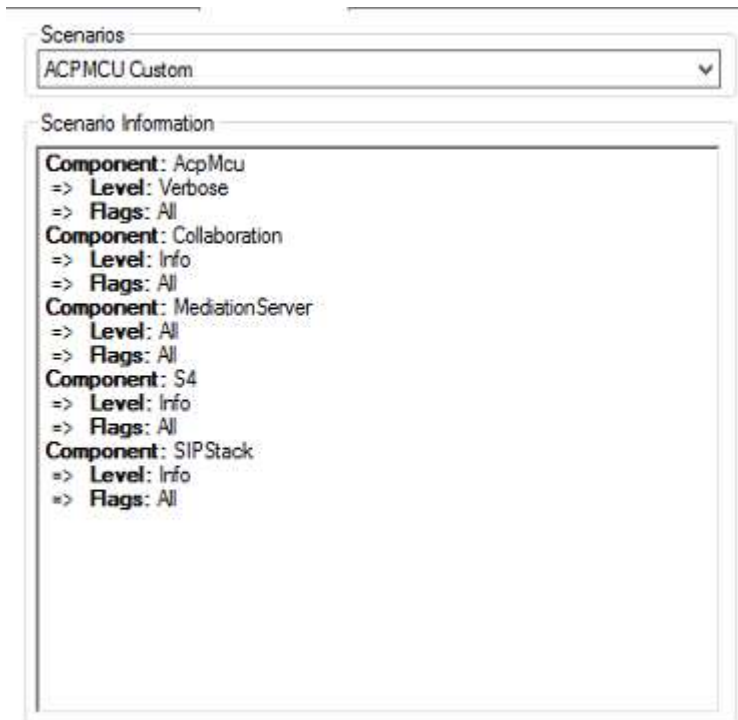 Scenarios
ACPMCU Custom
Scenario Information
Component: AcpMcu
=> Level: Verbose
=> Flags: All
Component: Collaboration
=> Level: Info
=> Flags: All
Component: MediationServer
=> Level: All
=> Flags: All
Component: S4
=> Level: Info
=> Flags: All
Component: SIPStack
=> Level: Info
=> Flags: All